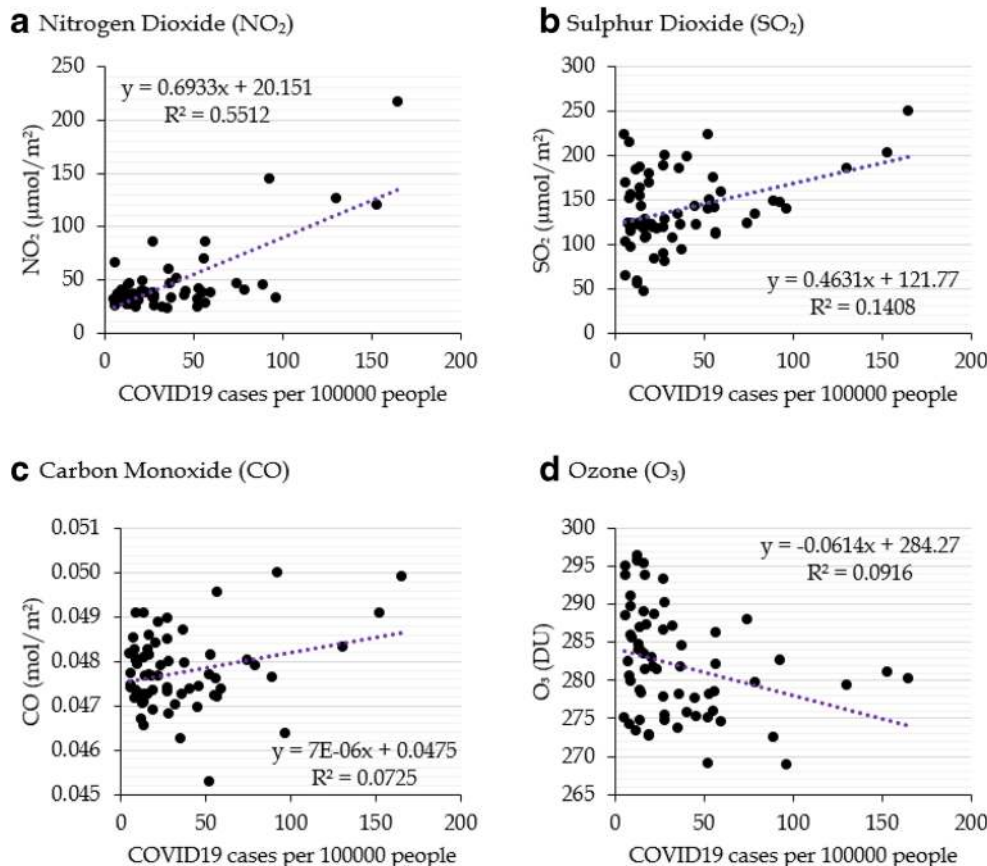 a Nitrogen Dioxide (NO₂)
250
200
150
100
50
0
NO₂ (μmol/m²)
y = 0.6933x + 20.151
R² = 0.5512
0 50 100 150 200
COVID19 cases per 100000 people
b Sulphur Dioxide (SO₂)
300
250
200
150
100
50
0
SO₂ (μmol/m²)
y = 0.4631x + 121.77
R² = 0.1408
0 50 100 150 200
COVID19 cases per 100000 people
c Carbon Monoxide (CO)
0.051
0.050
0.049
0.048
0.047
0.046
0.045
CO (mol/m²)
y = 7E-06x + 0.0475
R² = 0.0725
0 50 100 150 200
COVID19 cases per 100000 people
d Ozone (O₃)
300
295
290
285
280
275
270
265
O₃ (DU)
y = -0.0614x + 284.27
R² = 0.0916
0 50 100 150 200
COVID19 cases per 100000 people